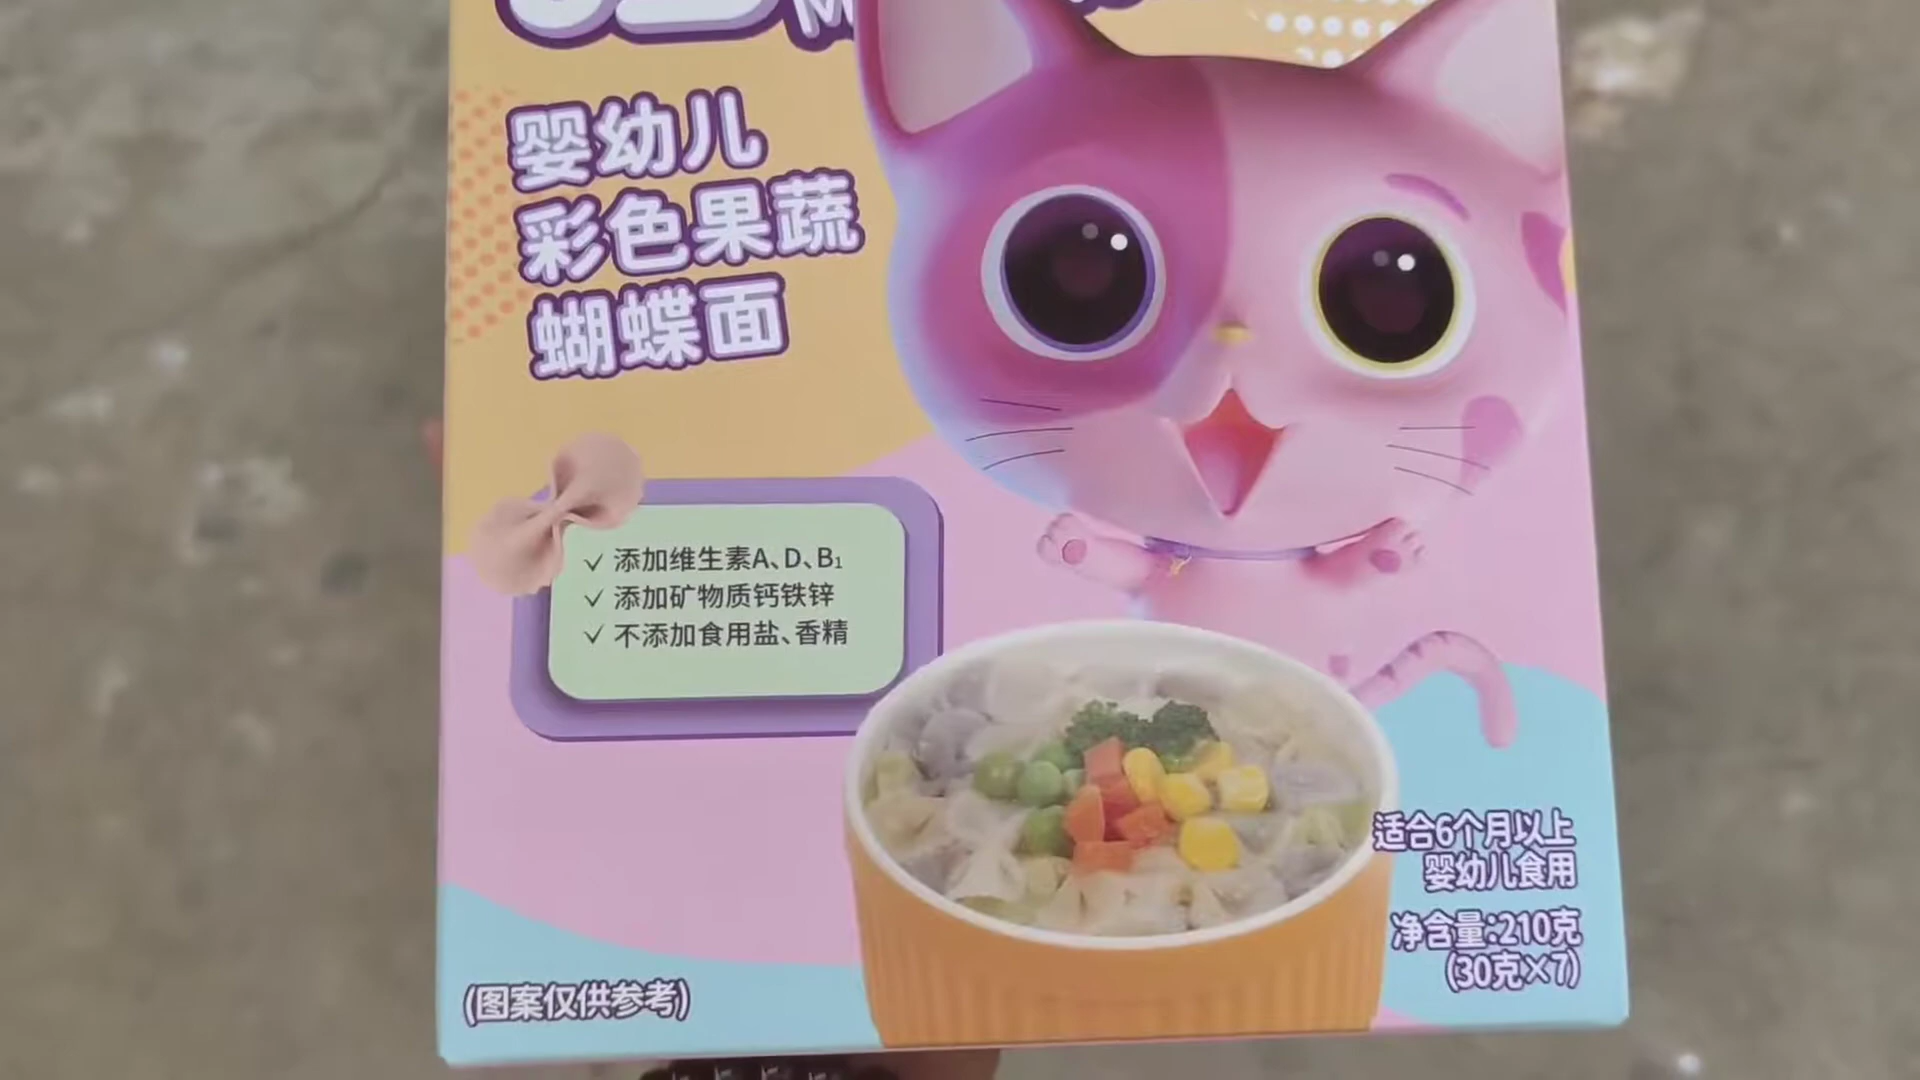 婴幼儿
彩色果蔬
蝴蝶面
添加维生素A、D、B₁
添加矿物质钙铁锌
不添加食用盐、香精
适合6个月以上
婴幼儿食用
净含量:210克
(30克×7)
(图案仅供参考)